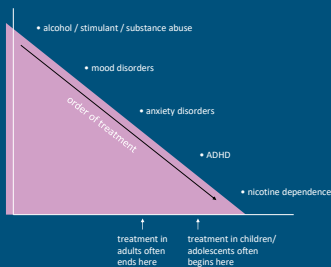 • alcohol / stimulant / substance abuse
• mood disorders
• anxiety disorders
order of treatment
• ADHD
• nicotine dependence
treatment in
adults often
ends here
treatment in children/
adolescents often
begins here